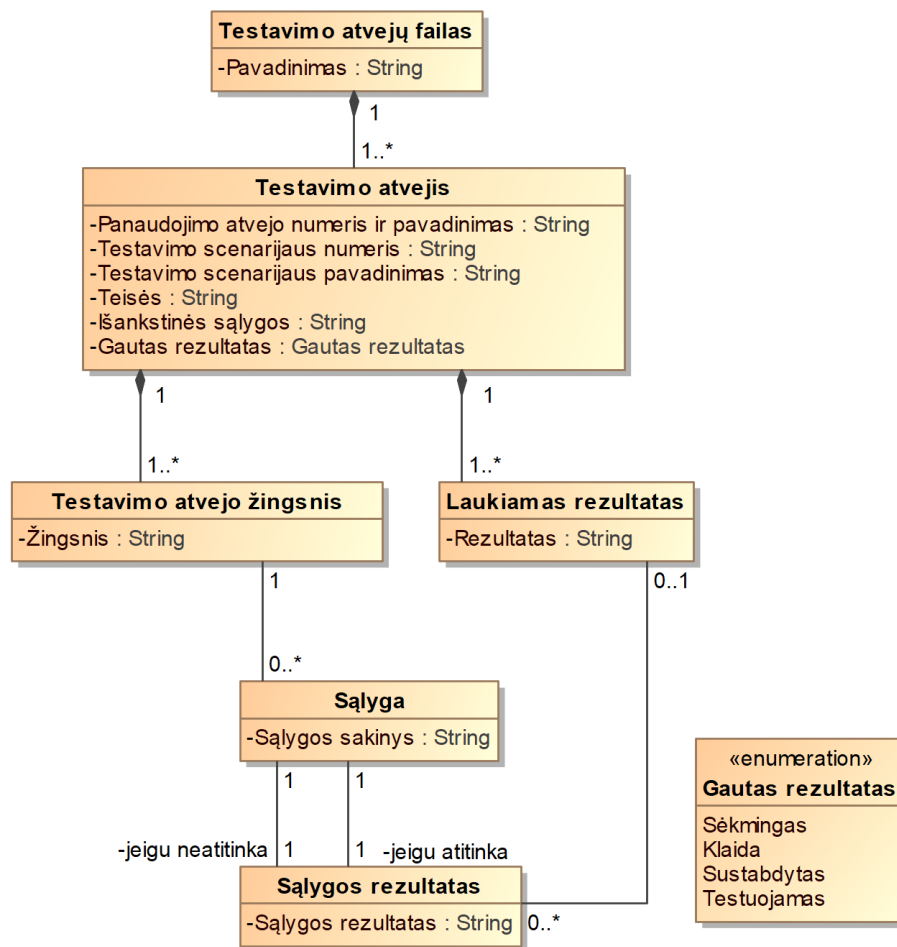 Testavimo atvejų failas
-Pavadinimas : String
1
1..*
Testavimo atvejis
-Panaudojimo atvejo numeris ir pavadinimas : String
-Testavimo scenarijaus numeris : String
-Testavimo scenarijaus pavadinimas : String
-Teisės : String
-Išankstinės sąlygos : String
-Gautas rezultatas : Gautas rezultatas
1
1
1..*
1..*
Testavimo atvejo žingsnis
-Žingsnis : String
Laukiamas rezultatas
-Rezultatas : String
1
0..1
0..*
Sąlyga
-Sąlygos sakinys : String
1
1
-jeigu neatitinka
1
1
-jeigu atitinka
Sąlygos rezultatas
-Sąlygos rezultatas : String
0..*
«enumeration»
Gautas rezultatas
Sėkmingas
Klaida
Sustabdytas
Testuojamas